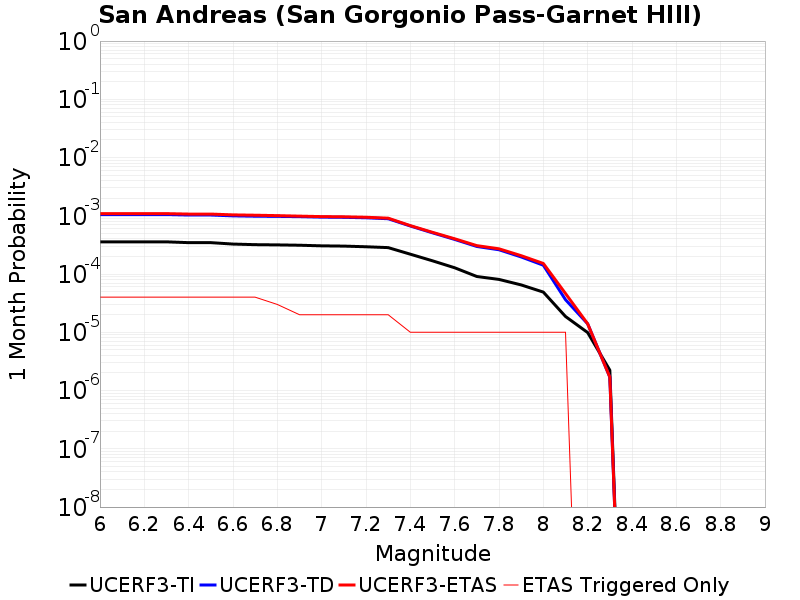 San Andreas (San Gorgonio Pass-Garnet HIll)
1 Month Probability
10^0
10^-1
10^-2
10^-3
10^-4
10^-5
10^-6
10^-7
10^-8
6 6.2 6.4 6.6 6.8 7 7.2 7.4 7.6 7.8 8 8.2 8.4 8.6 8.8 9
Magnitude
UCERF3-TI UCERF3-TD UCERF3-ETAS ETAS Triggered Only